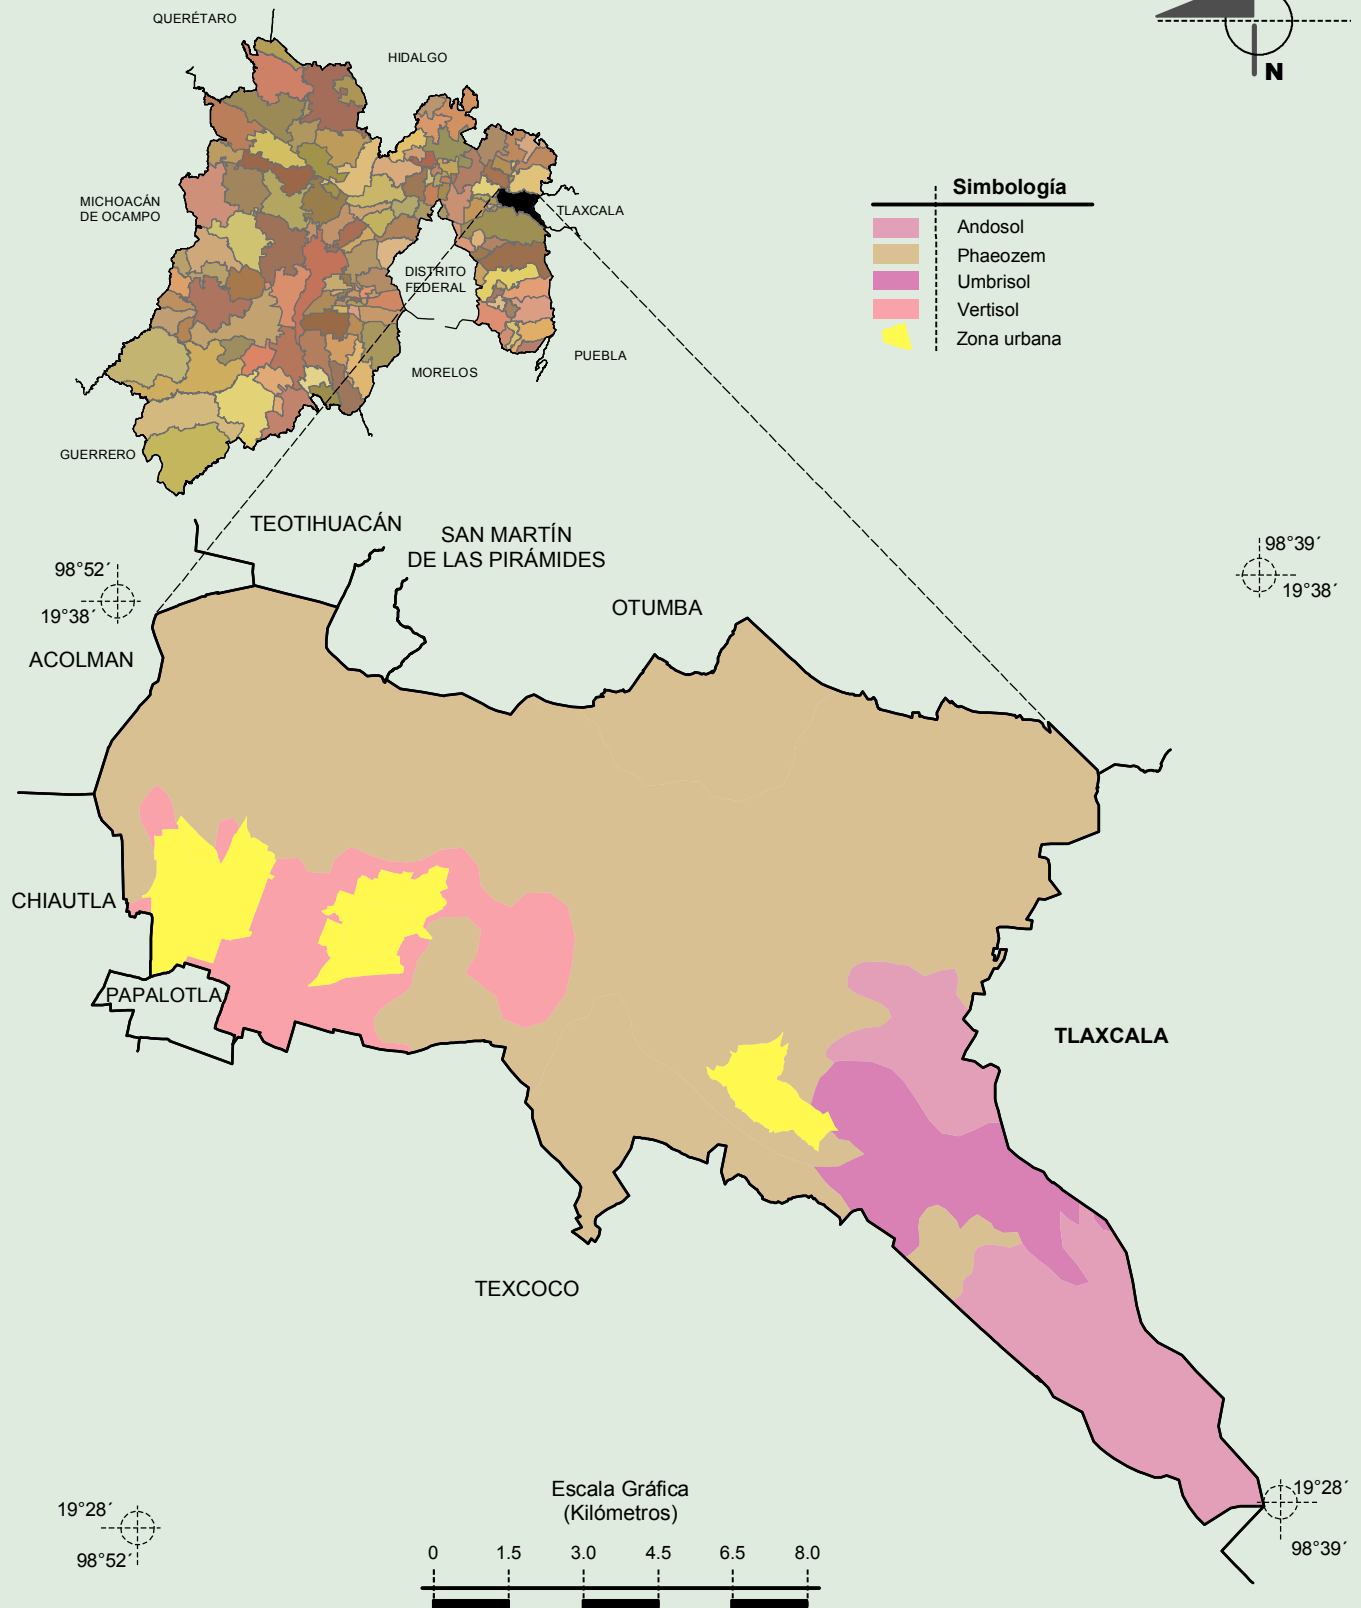 QUERÉTARO
HIDALGO
N
MICHOACÁN
DE OCAMPO
TLAXCALA
DISTRITO
FEDERAL
PUEBLA
MORELOS
GUERRERO
Simbología
Andosol
Phaeozem
Umbrisol
Vertisol
Zona urbana
TEOTIHUACÁN
SAN MARTÍN
DE LAS PIRÁMIDES
98°52´
19°38´
98°39´
19°38´
OTUMBA
ACOLMAN
CHIAUTLA
PAPALOTLA
TLAXCALA
TEXCOCO
19°28´
98°52´
19°28´
98°39´
Escala Gráfica
(Kilómetros)
0 1.5 3.0 4.5 6.5 8.0